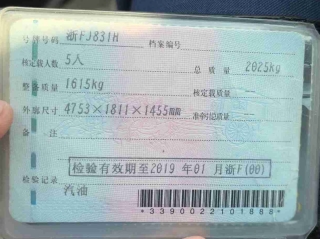 号牌号码 浙FJ831H 档案编号
核定载人数 5人 总质量 2025kg
整备质量 1615kg 核定载质量 —
外廓尺寸 4753×1811×1455mm 准牵引总质量 —
备注
检验有效期至2019年01月浙F(00)
检验记录
汽油
*3390022101868*